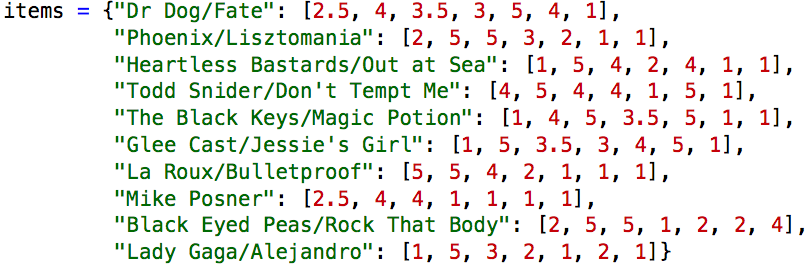 items = {"Dr Dog/Fate": [2.5, 4, 3.5, 3, 5, 4, 1],
"Phoenix/Lisztomania": [2, 5, 5, 3, 2, 1, 1],
"Heartless Bastards/Out at Sea": [1, 5, 4, 2, 4, 1, 1],
"Todd Snider/Don't Tempt Me": [4, 5, 4, 4, 1, 5, 1],
"The Black Keys/Magic Potion": [1, 4, 5, 3.5, 5, 1, 1],
"Glee Cast/Jessie's Girl": [1, 5, 3.5, 3, 4, 5, 1],
"La Roux/Bulletproof": [5, 5, 4, 2, 1, 1, 1],
"Mike Posner": [2.5, 4, 4, 1, 1, 1, 1],
"Black Eyed Peas/Rock That Body": [2, 5, 5, 1, 2, 2, 4],
"Lady Gaga/Alejandro": [1, 5, 3, 2, 1, 2, 1]}